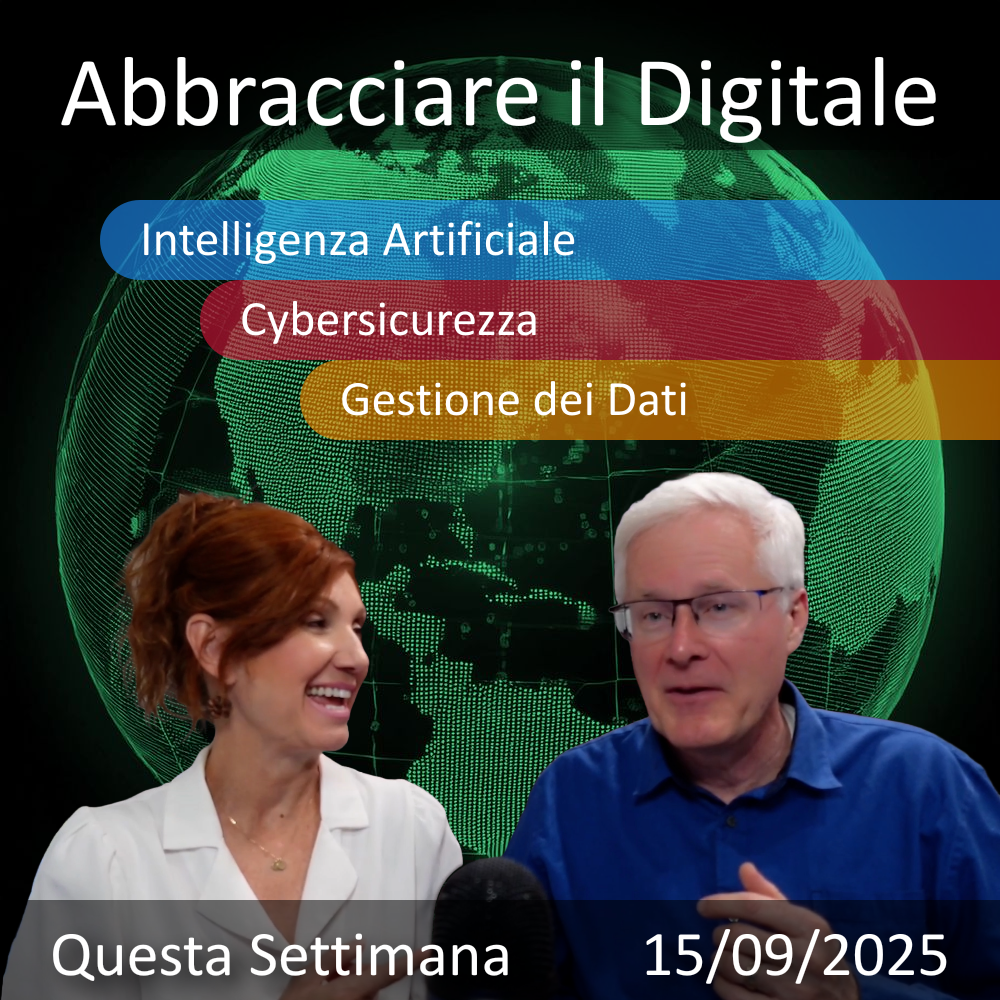 Abbracciare il Digitale
Intelligenza Artificiale
Cybersicurezza
Gestione dei Dati
Questa Settimana 15/09/2025